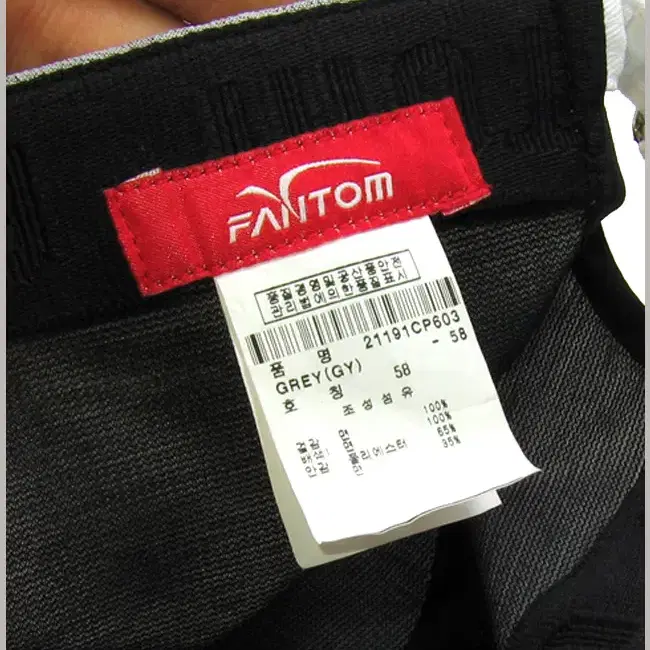 FANTOM
품질경영및공산품안전
관리법에의한품질표시
21191CP603
품 명 - 58
GREY(GY)
호 칭 58
조성섬유
100%
100%
65%
35%